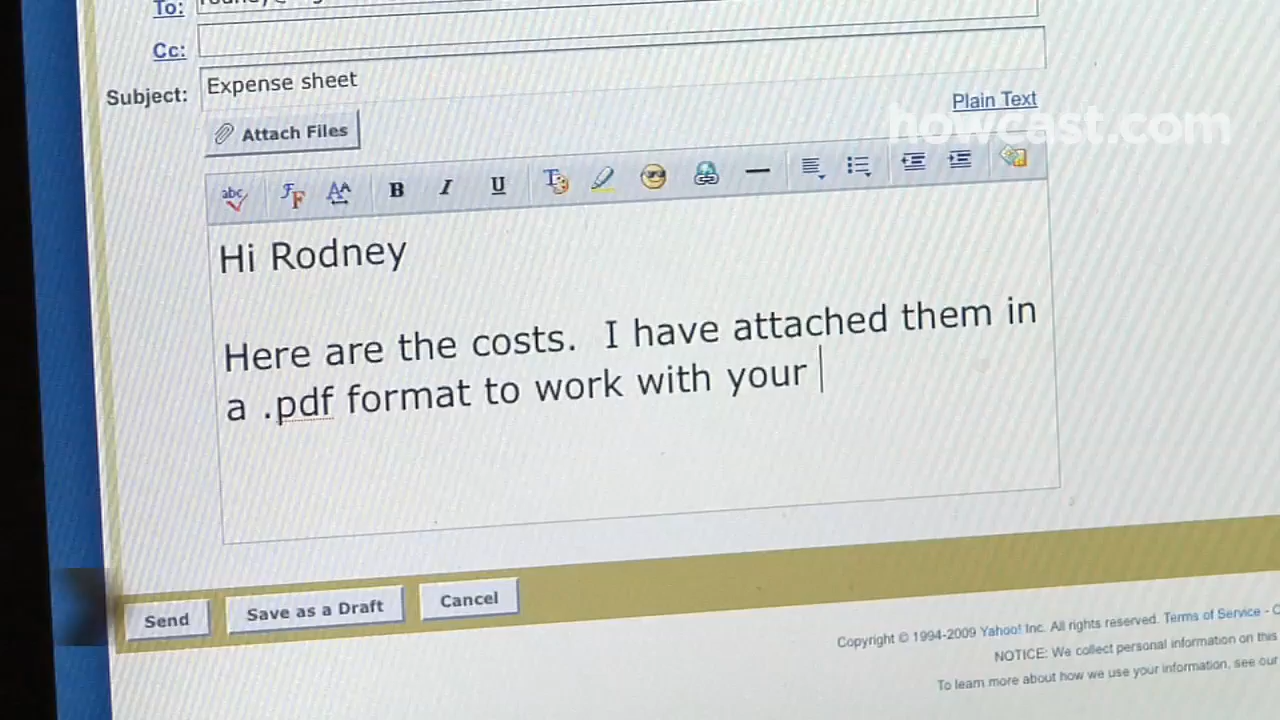 To:
Cc:
Subject: Expense sheet
Attach Files
Plain Text
howcast.com
abc
B I U
Hi Rodney
Here are the costs. I have attached them in
a .pdf format to work with your
Send Save as a Draft Cancel
Copyright © 1994-2009 Yahoo! Inc. All rights reserved. Terms of Service -
NOTICE: We collect personal information on this
To learn more about how we use your information, see our